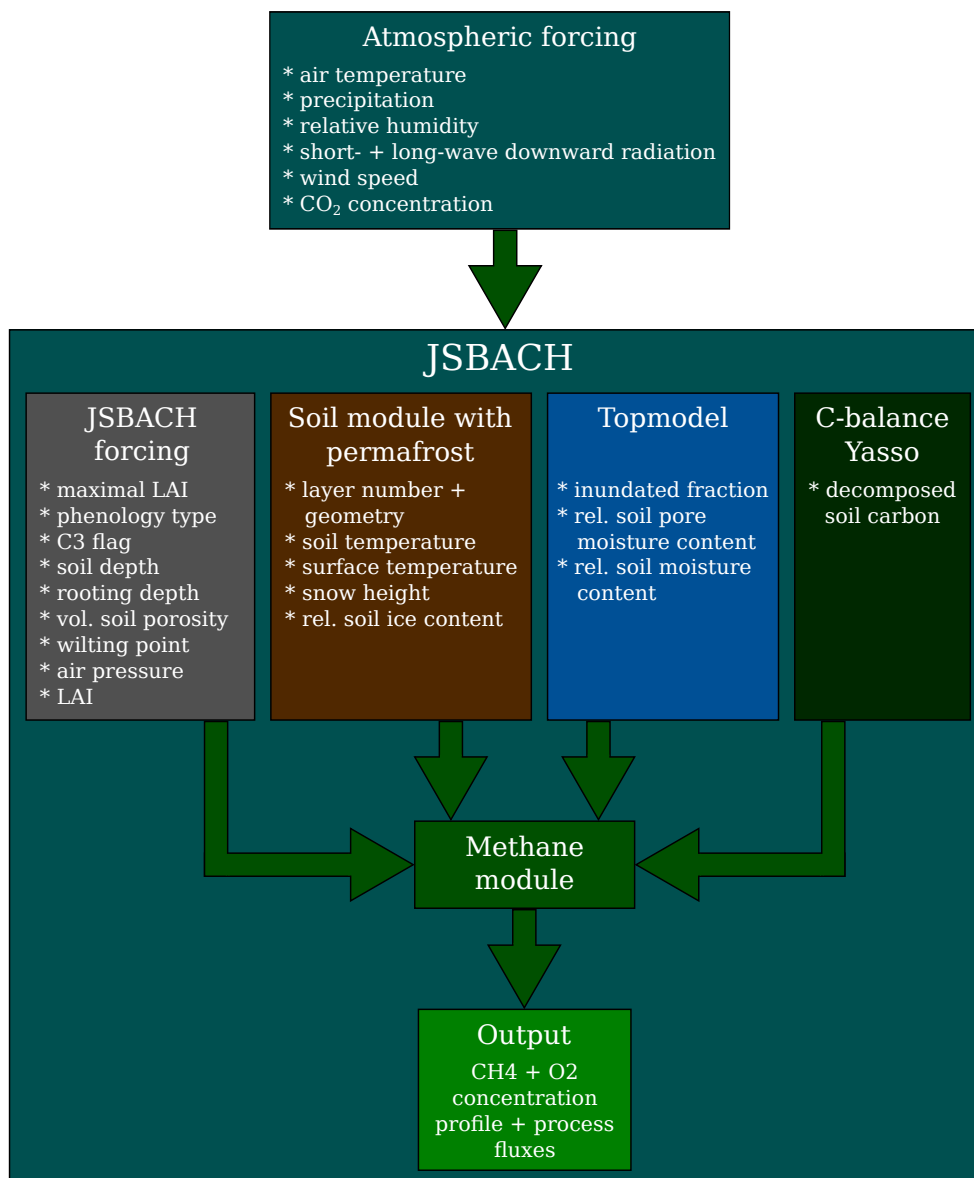 Atmospheric forcing
* air temperature
* precipitation
* relative humidity
* short- + long-wave downward radiation
* wind speed
* CO₂ concentration
JSBACH
JSBACH
forcing
* maximal LAI
* phenology type
* C3 flag
* soil depth
* rooting depth
* vol. soil porosity
* wilting point
* air pressure
* LAI
Soil module with
permafrost
* layer number +
geometry
* soil temperature
* surface temperature
* snow height
* rel. soil ice content
Topmodel
* inundated fraction
* rel. soil pore
moisture content
* rel. soil moisture
content
C-balance
Yasso
* decomposed
soil carbon
Methane
module
Output
CH4 + O2
concentration
profile + process
fluxes